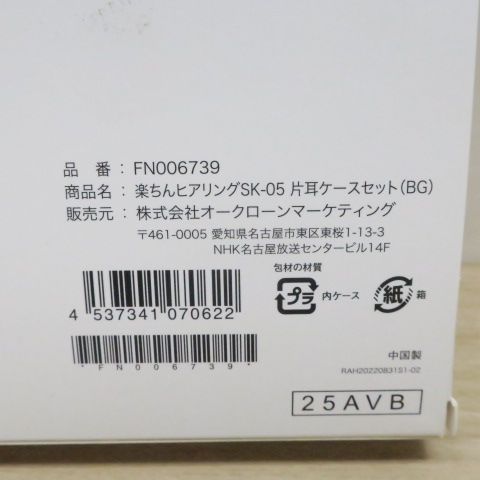 品　番：FN006739
商品名：楽ちんヒアリングSK-05 片耳ケースセット（BG）
販売元：株式会社オークローンマーケティング
〒461-0005 愛知県名古屋市東区東桜1-13-3
NHK名古屋放送センタービル14F
包材の材質
プラ 内ケース 紙 箱
4 537341 070622
*FN006739*
中国製
RAH20220831S1-02
25AVB